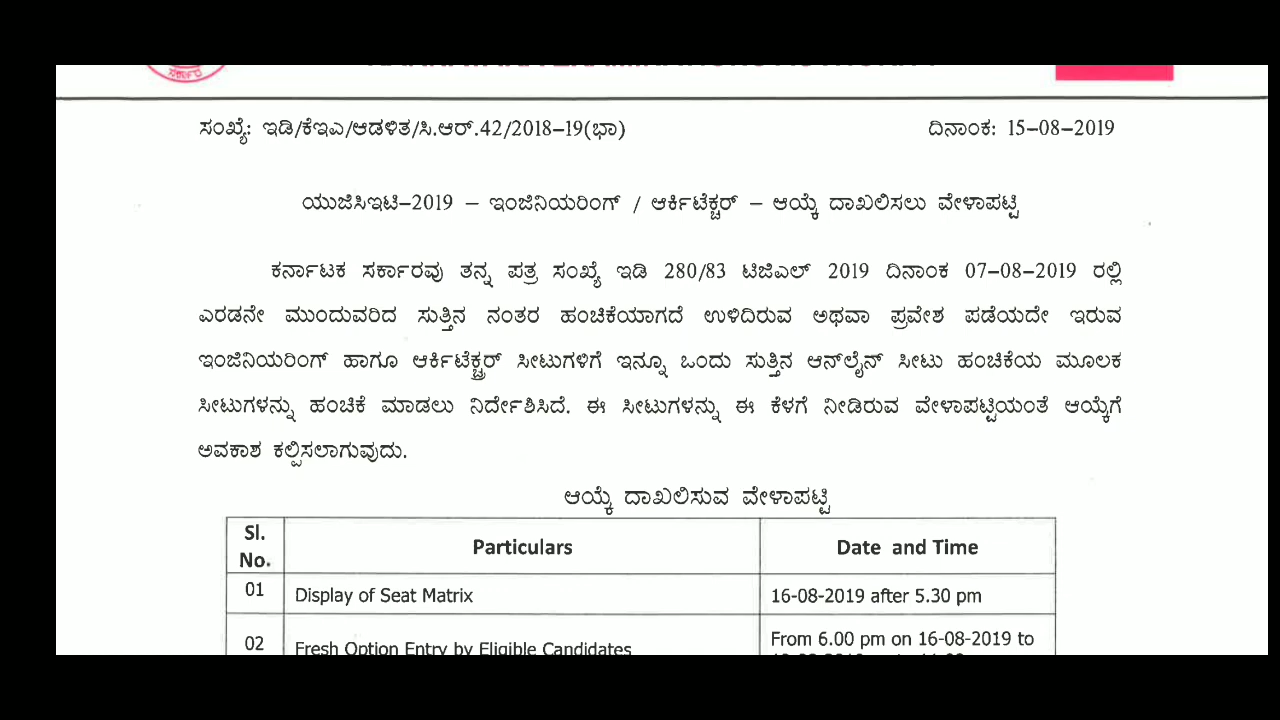 ಸರ್ಕಾರ
ಸಂಖ್ಯೆ: ಇಡಿ/ಕೆಇಎ/ಆಡಳಿತ/ಸಿ.ಆರ್.42/2018–19(ಭಾ) ದಿನಾಂಕ: 15–08–2019
ಯುಜಿಸಿಇಟಿ–2019 – ಇಂಜಿನಿಯರಿಂಗ್ / ಆರ್ಕಿಟೆಕ್ಚರ್ – ಆಯ್ಕೆ ದಾಖಲಿಸಲು ವೇಳಾಪಟ್ಟಿ
ಕರ್ನಾಟಕ ಸರ್ಕಾರವು ತನ್ನ ಪತ್ರ ಸಂಖ್ಯೆ ಇಡಿ 280/83 ಟಿಜಿಎಲ್ 2019 ದಿನಾಂಕ 07–08–2019 ರಲ್ಲಿ
ಎರಡನೇ ಮುಂದುವರಿದ ಸುತ್ತಿನ ನಂತರ ಹಂಚಿಕೆಯಾಗದೆ ಉಳಿದಿರುವ ಅಥವಾ ಪ್ರವೇಶ ಪಡೆಯದೇ ಇರುವ
ಇಂಜಿನಿಯರಿಂಗ್ ಹಾಗೂ ಆರ್ಕಿಟೆಕ್ಚರ್ ಸೀಟುಗಳಿಗೆ ಇನ್ನೂ ಒಂದು ಸುತ್ತಿನ ಆನ್‌ಲೈನ್ ಸೀಟು ಹಂಚಿಕೆಯ ಮೂಲಕ
ಸೀಟುಗಳನ್ನು ಹಂಚಿಕೆ ಮಾಡಲು ನಿರ್ದೇಶಿಸಿದೆ. ಈ ಸೀಟುಗಳನ್ನು ಈ ಕೆಳಗೆ ನೀಡಿರುವ ವೇಳಾಪಟ್ಟಿಯಂತೆ ಆಯ್ಕೆಗೆ
ಅವಕಾಶ ಕಲ್ಪಿಸಲಾಗುವುದು.
ಆಯ್ಕೆ ದಾಖಲಿಸುವ ವೇಳಾಪಟ್ಟಿ
Sl. No. Particulars Date and Time
01 Display of Seat Matrix 16-08-2019 after 5.30 pm
02 Fresh Option Entry by Eligible Candidates From 6.00 pm on 16-08-2019 to